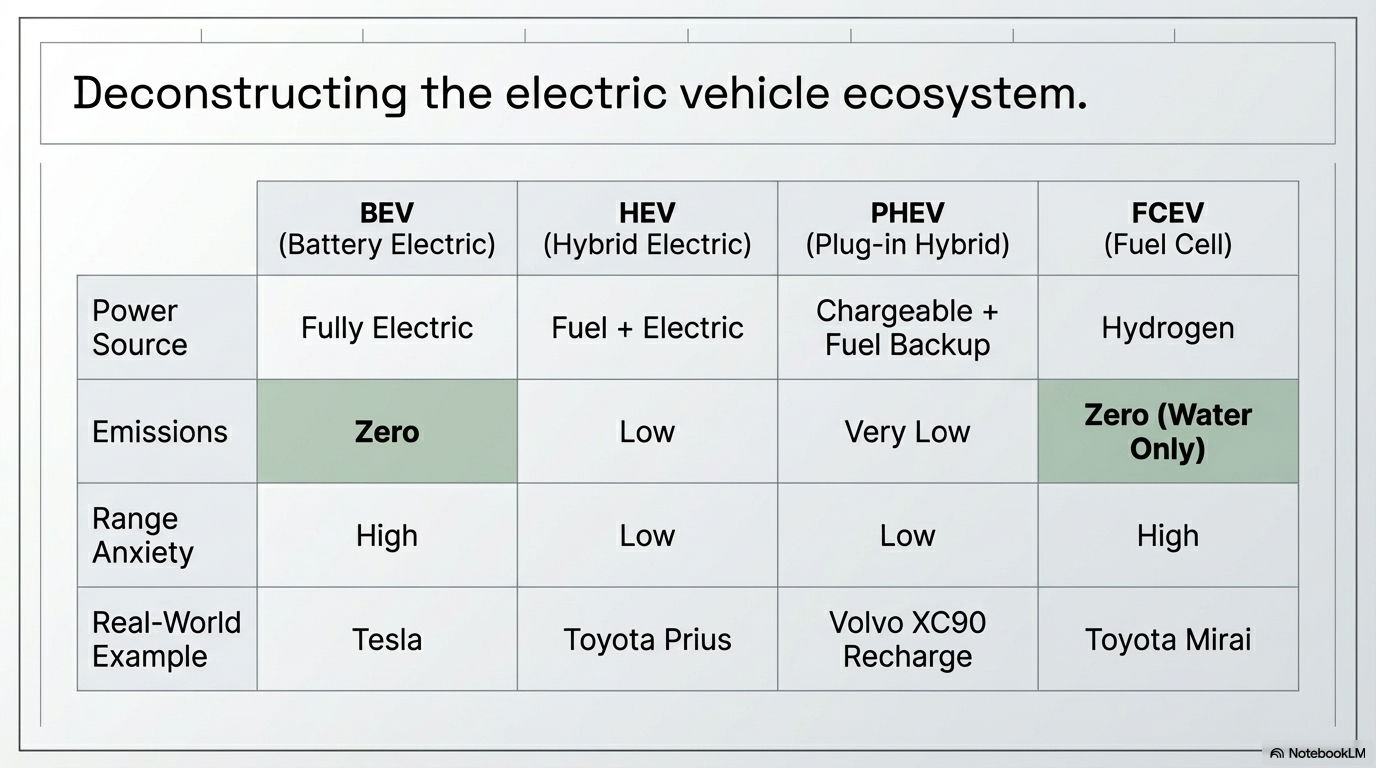 Deconstructing the electric vehicle ecosystem.
BEV
(Battery Electric)
HEV
(Hybrid Electric)
PHEV
(Plug-in Hybrid)
FCEV
(Fuel Cell)
Power
Source
Fully Electric
Fuel + Electric
Chargeable +
Fuel Backup
Hydrogen
Emissions
Zero
Low
Very Low
Zero (Water
Only)
Range
Anxiety
High
Low
Low
High
Real-World
Example
Tesla
Toyota Prius
Volvo XC90
Recharge
Toyota Mirai
NotebookLM